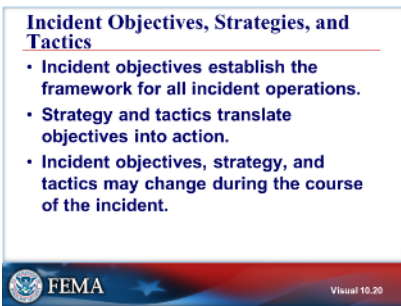 Incident Objectives, Strategies, and
Tactics
• Incident objectives establish the
framework for all incident operations.
• Strategy and tactics translate
objectives into action.
• Incident objectives, strategy, and
tactics may change during the course
of the incident.
FEMA
Visual 10.20